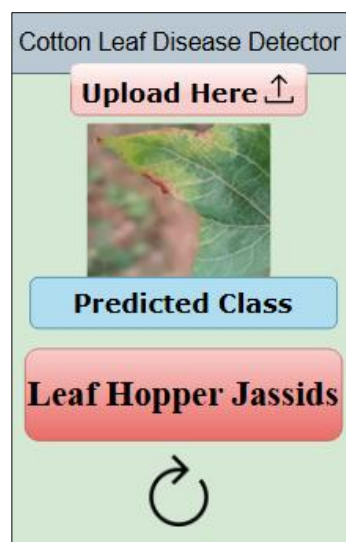 Cotton Leaf Disease Detector
Upload Here
Predicted Class
Leaf Hopper Jassids